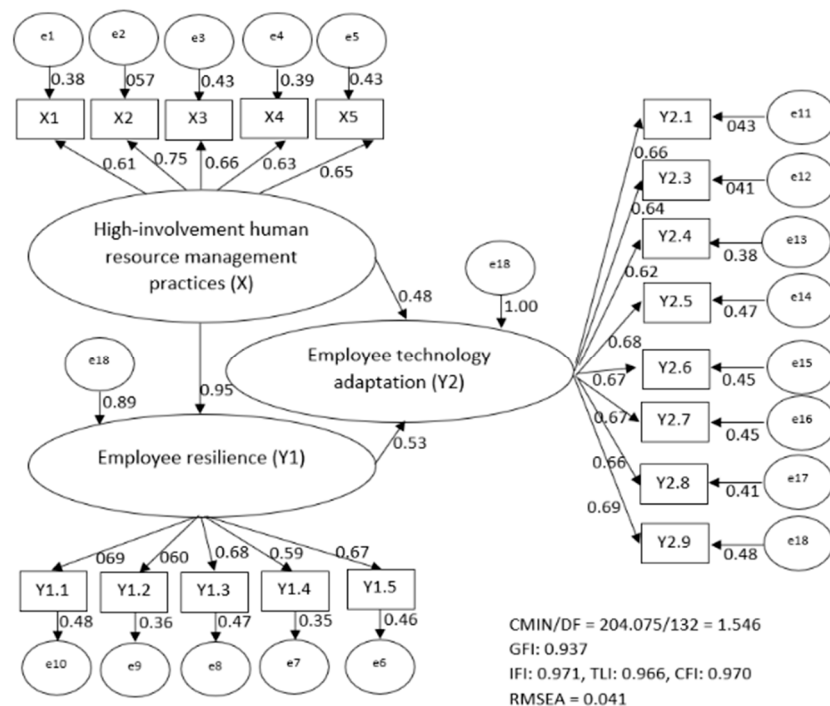 e1 e2 e3 e4 e5
0.38 057 0.43 0.39 0.43
X1 X2 X3 X4 X5
0.61 0.75 0.66 0.63 0.65
High-involvement human
resource management
practices (X)
0.48
e18
1.00
Employee technology
adaptation (Y2)
e18
0.89
0.95
0.53
Employee resilience (Y1)
069 060 0.68 0.59 0.67
Y1.1 Y1.2 Y1.3 Y1.4 Y1.5
0.48 0.36 0.47 0.35 0.46
e10 e9 e8 e7 e6
0.66 Y2.1 043 e11
0.64 Y2.3 041 e12
0.62 Y2.4 0.38 e13
0.68 Y2.5 0.47 e14
0.67 Y2.6 0.45 e15
0.67 Y2.7 0.45 e16
0.66 Y2.8 0.41 e17
0.69 Y2.9 0.48 e18
CMIN/DF = 204.075/132 = 1.546
GFI: 0.937
IFI: 0.971, TLI: 0.966, CFI: 0.970
RMSEA = 0.041